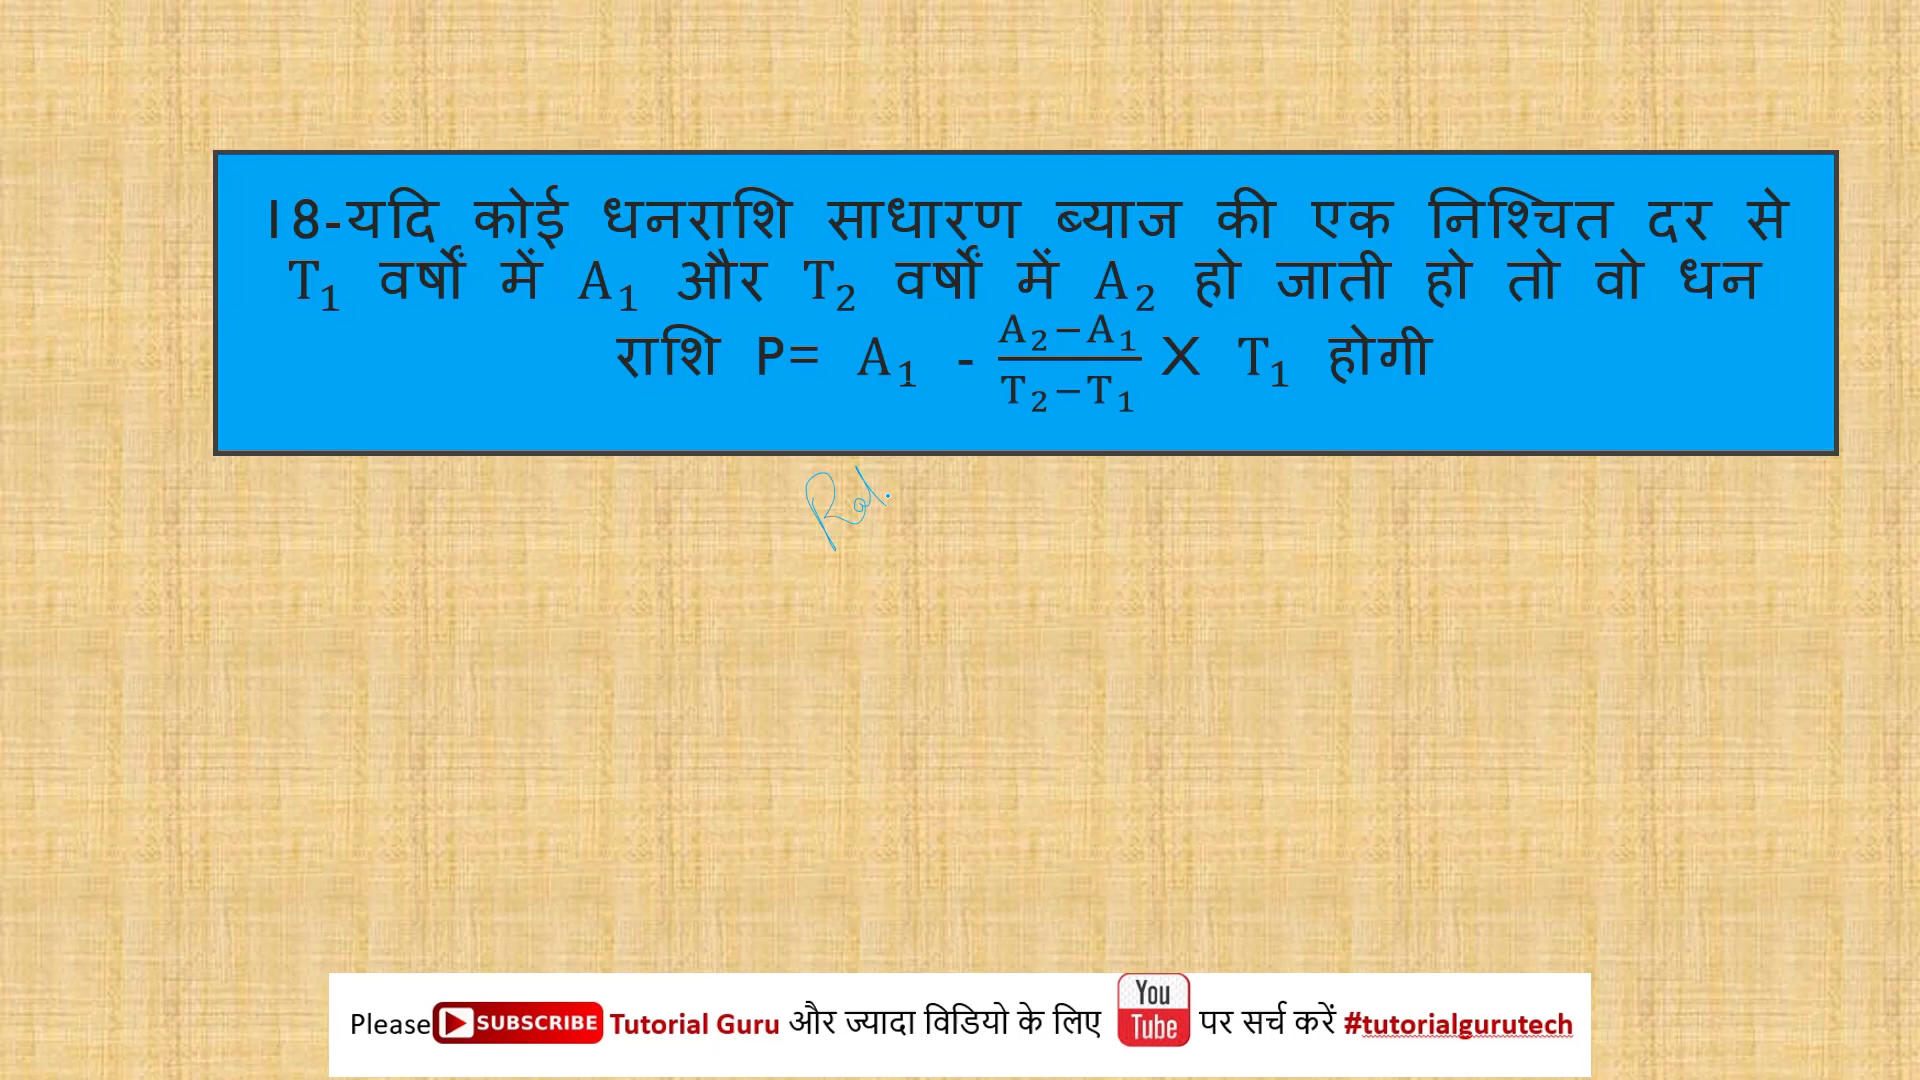 18-यदि कोई धनराशि साधारण ब्याज की एक निश्चित दर से
T₁ वर्षों में A₁ और T₂ वर्षों में A₂ हो जाती हो तो वो धन
राशि P= A₁ - (A₂−A₁)/(T₂−T₁) X T₁ होगी
Please SUBSCRIBE Tutorial Guru और ज्यादा विडियो के लिए You Tube पर सर्च करें #tutorialgurutech